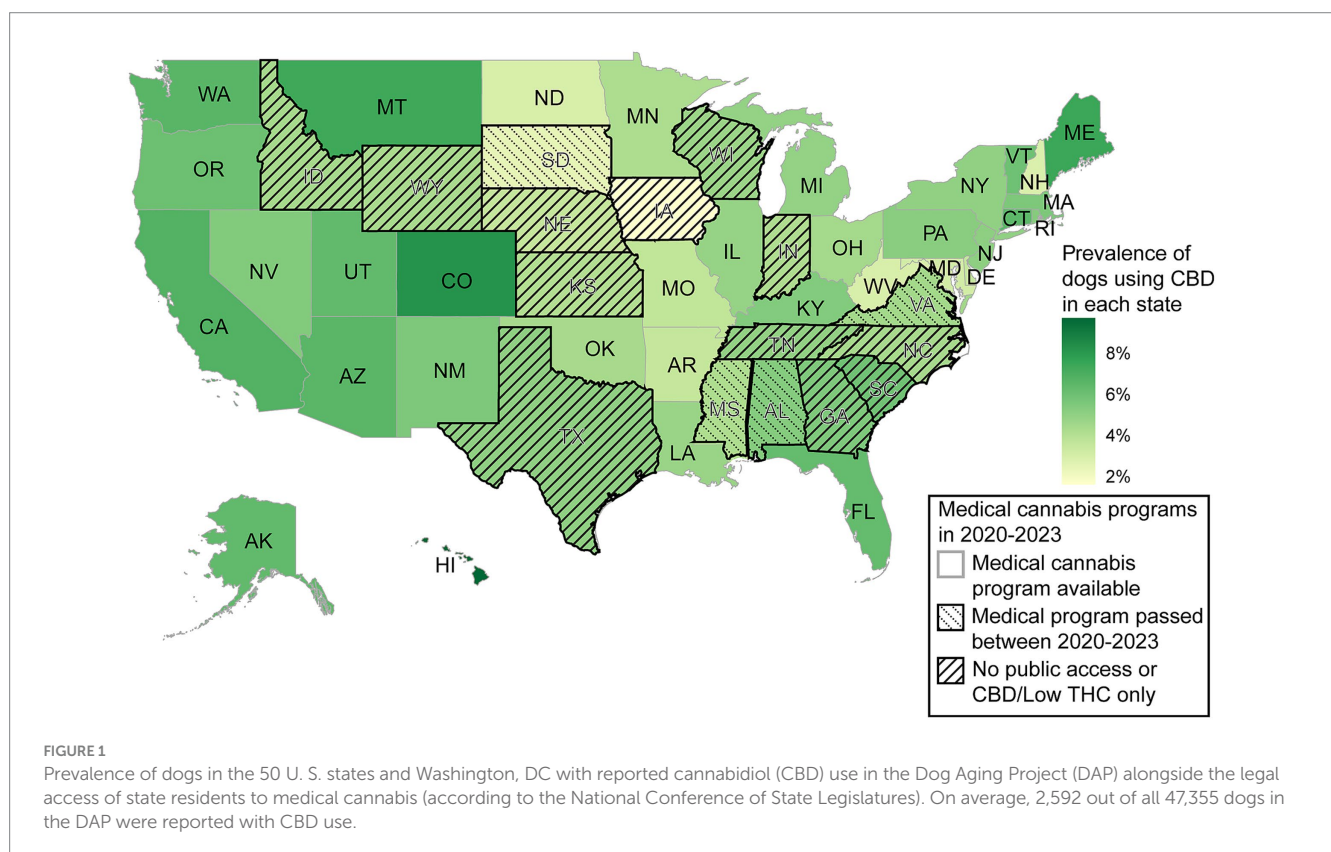 WA
MT
ND
MN
ME
OR
ID
WY
SD
WI
MI
VT
NH
NY
MA
CT
RI
NV
UT
CO
NE
IA
IL
IN
OH
PA
NJ
MD
DE
CA
KS
MO
KY
WV
VA
AZ
NM
OK
AR
TN
NC
TX
LA
MS
AL
GA
SC
FL
AK
HI
Prevalence of
dogs using CBD
in each state
8%
6%
4%
2%
Medical cannabis programs
in 2020-2023
Medical cannabis
program available
Medical program passed
between 2020-2023
No public access or
CBD/Low THC only
FIGURE 1
Prevalence of dogs in the 50 U. S. states and Washington, DC with reported cannabidiol (CBD) use in the Dog Aging Project (DAP) alongside the legal
access of state residents to medical cannabis (according to the National Conference of State Legislatures). On average, 2,592 out of all 47,355 dogs in
the DAP were reported with CBD use.